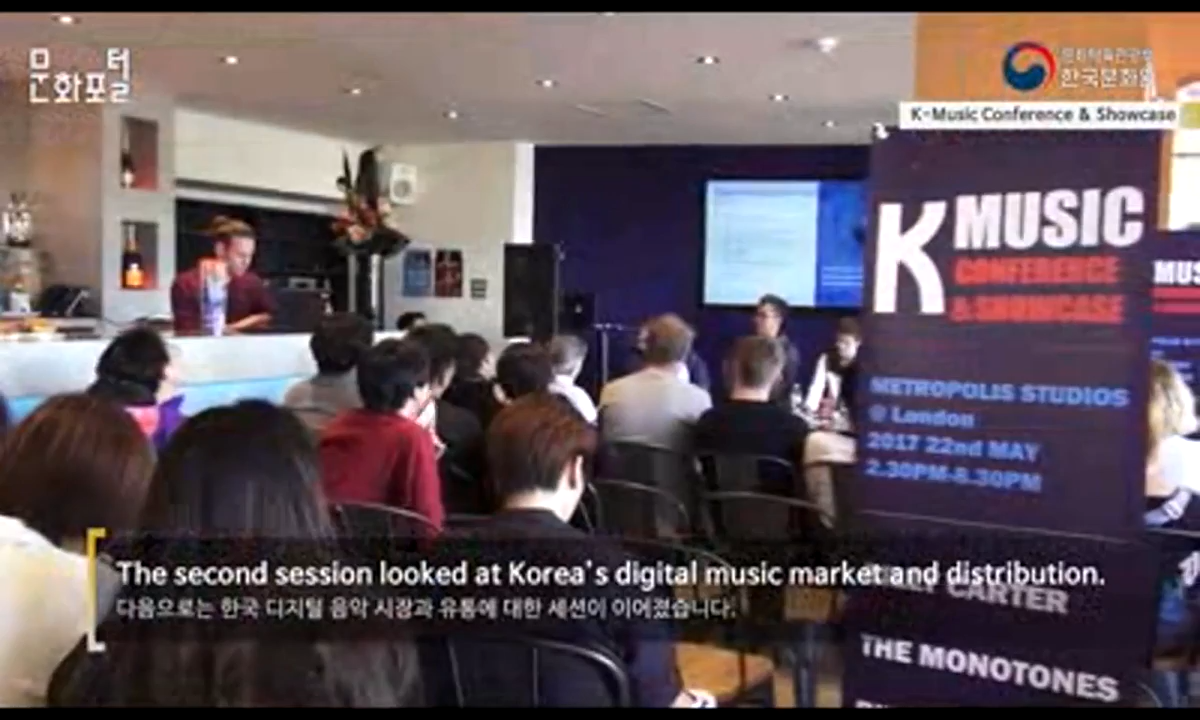 문화포털
한국문화원
K-Music Conference & Showcase
K MUSIC
CONFERENCE
& SHOWCASE
MUS
METROPOLIS STUDIOS
@ London
2017 22nd MAY
2.30PM-8.30PM
The second session looked at Korea's digital music market and distribution.
다음으로는 한국 디지털 음악 시장과 유통에 대한 세션이 이어졌습니다.
CARTER
THE MONOTONES